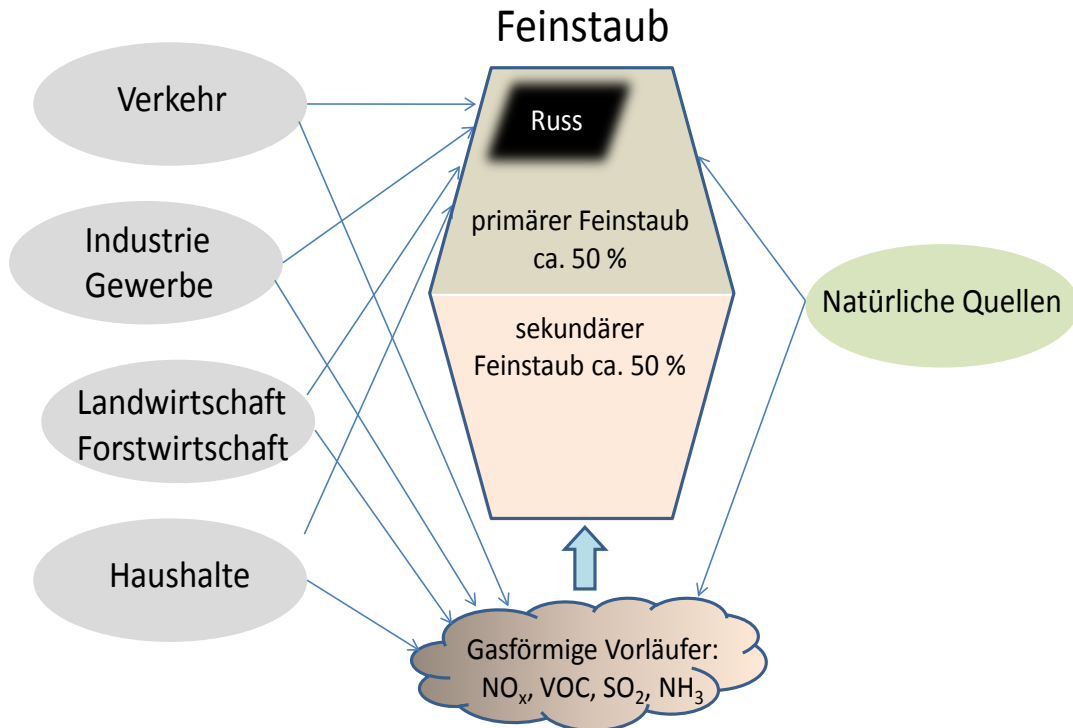 Feinstaub
Verkehr
Russ
Industrie
Gewerbe
primärer Feinstaub
ca. 50 %
Natürliche Quellen
sekundärer
Feinstaub ca. 50 %
Landwirtschaft
Forstwirtschaft
Haushalte
Gasförmige Vorläufer:
NOₓ, VOC, SO₂, NH₃